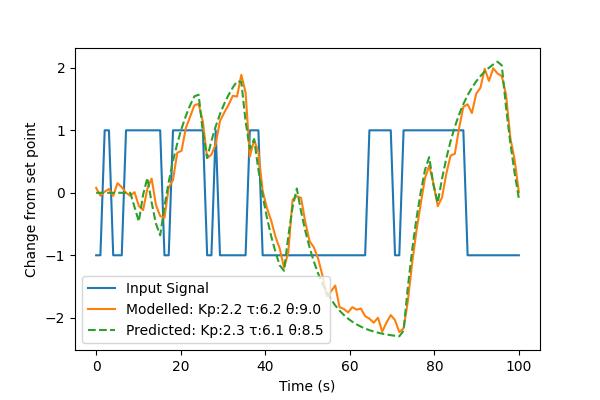 2
1
0
−1
−2
Change from set point
Input Signal
Modelled: Kp:2.2 τ:6.2 θ:9.0
Predicted: Kp:2.3 τ:6.1 θ:8.5
0 20 40 60 80 100
Time (s)